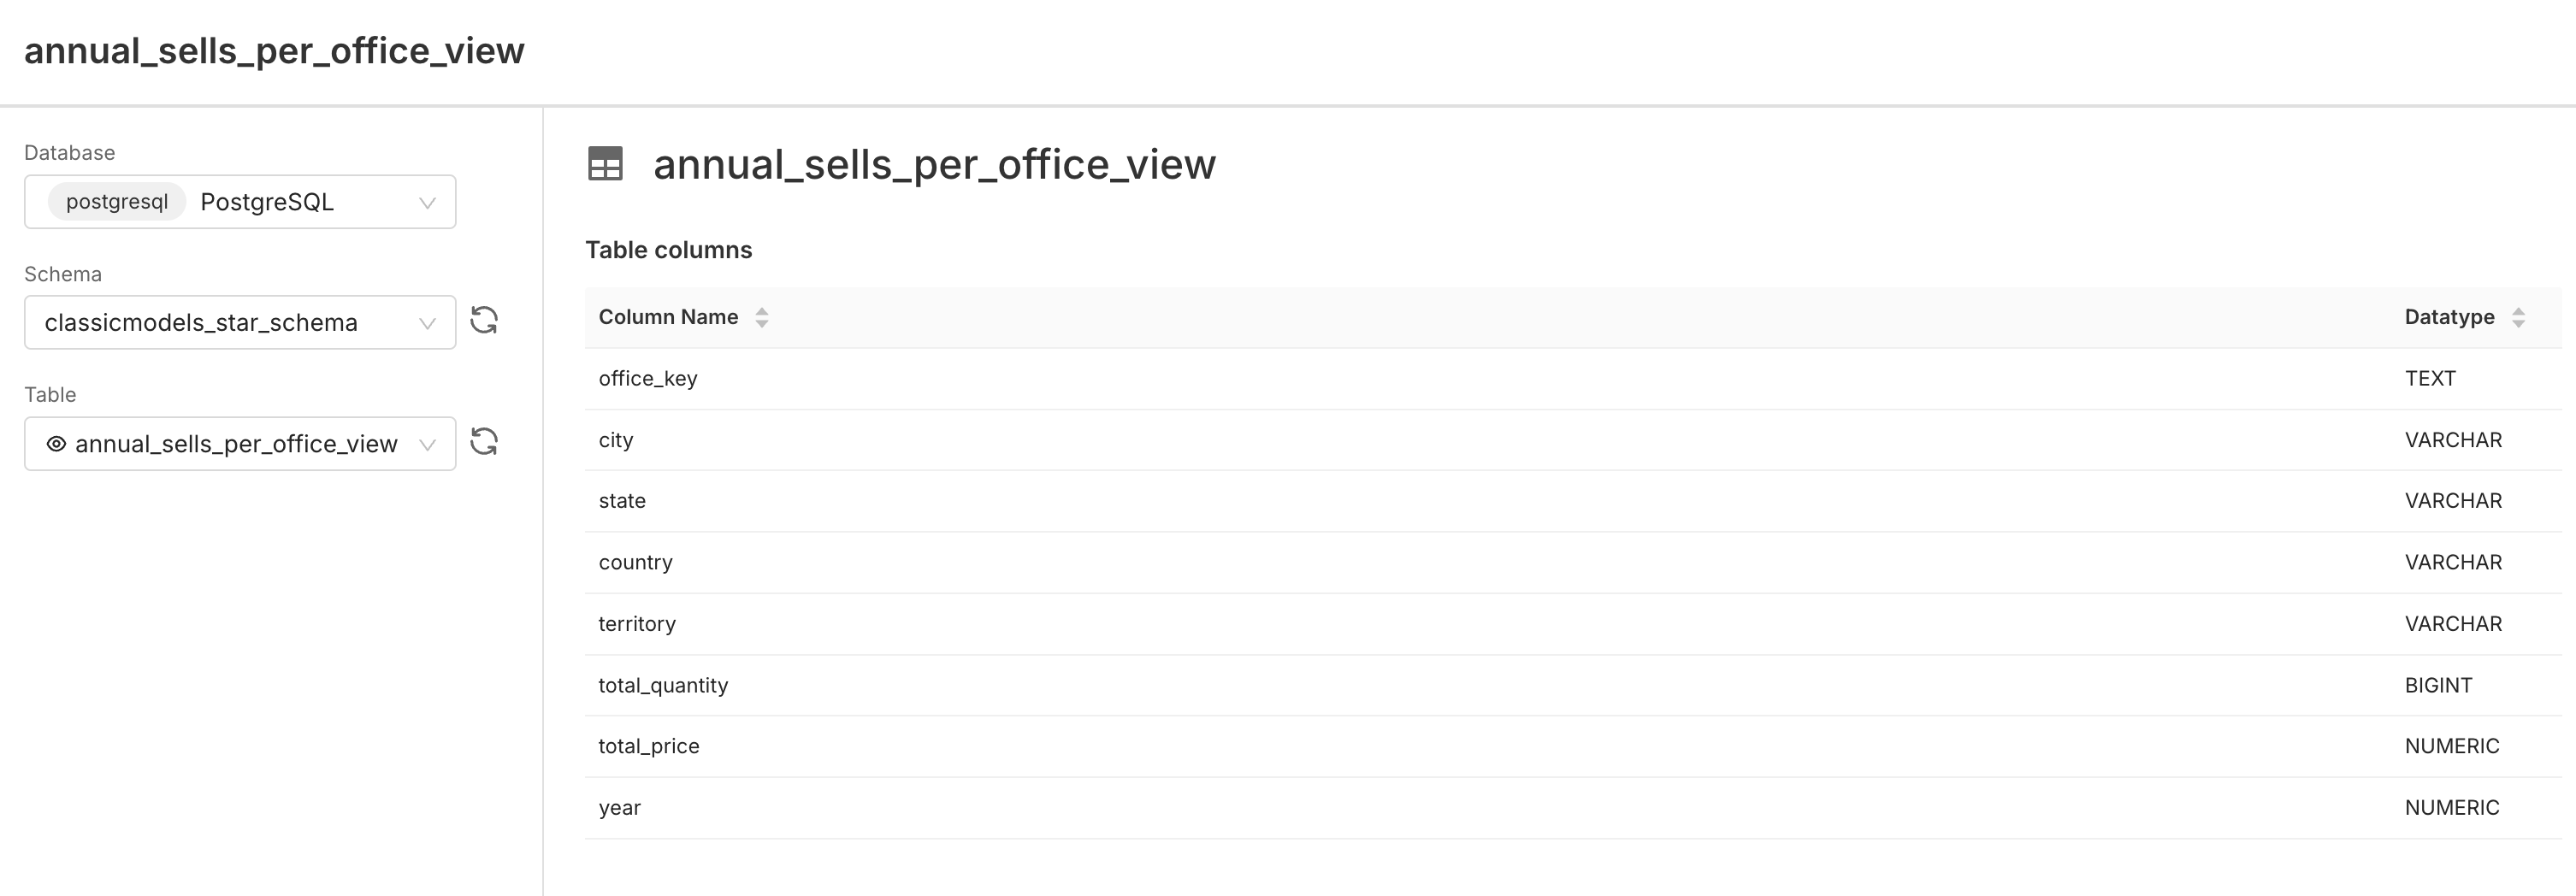 annual_sells_per_office_view
Database
postgresql PostgreSQL
Schema
classicmodels_star_schema
Table
annual_sells_per_office_view
annual_sells_per_office_view
Table columns
Column Name Datatype
office_key TEXT
city VARCHAR
state VARCHAR
country VARCHAR
territory VARCHAR
total_quantity BIGINT
total_price NUMERIC
year NUMERIC